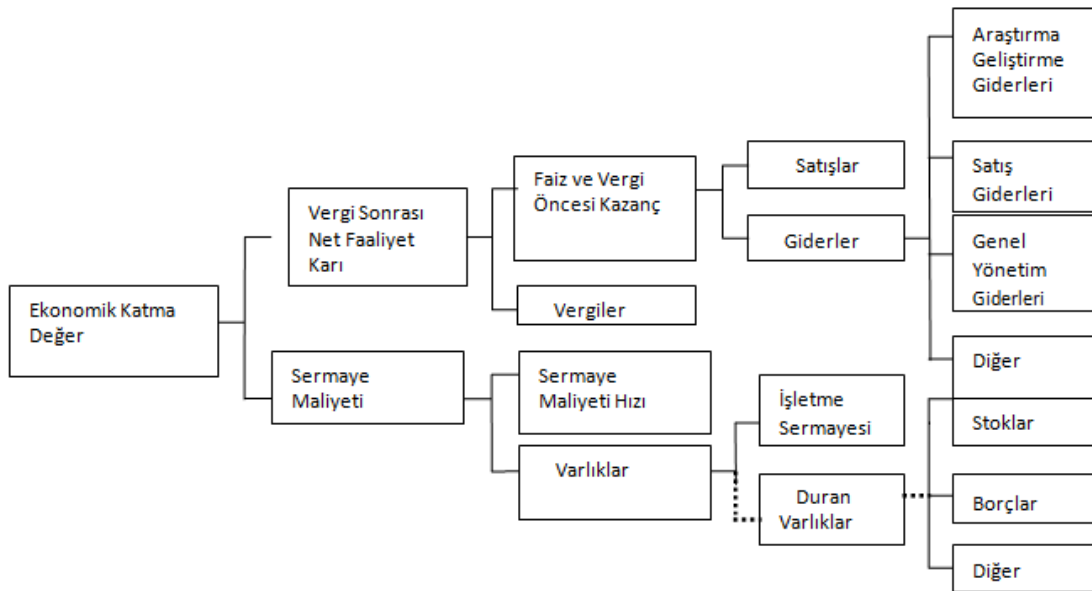 Ekonomik Katma
Değer
Vergi Sonrası
Net Faaliyet
Karı
Sermaye
Maliyeti
Faiz ve Vergi
Öncesi Kazanç
Vergiler
Sermaye
Maliyeti Hızı
Varlıklar
Satışlar
Giderler
İşletme
Sermayesi
Duran
Varlıklar
Araştırma
Geliştirme
Giderleri
Satış
Giderleri
Genel
Yönetim
Giderleri
Diğer
Stoklar
Borçlar
Diğer